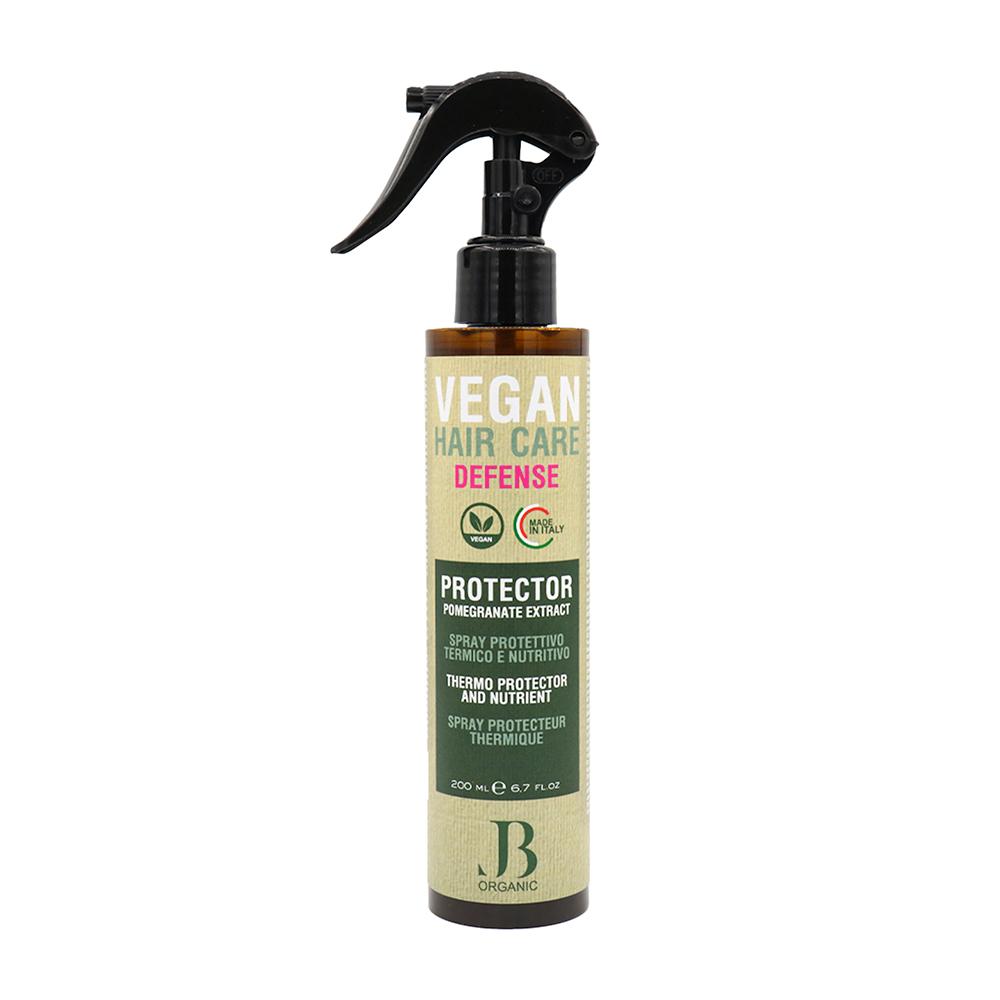 OFF
VEGAN
HAIR CARE
DEFENSE
VEGAN
MADE
IN ITALY
PROTECTOR
POMEGRANATE EXTRACT
SPRAY PROTETTIVO
TERMICO E NUTRITIVO
THERMO PROTECTOR
AND NUTRIENT
SPRAY PROTECTEUR
THERMIQUE
200 ML e 6,7 FL.OZ
JB
ORGANIC